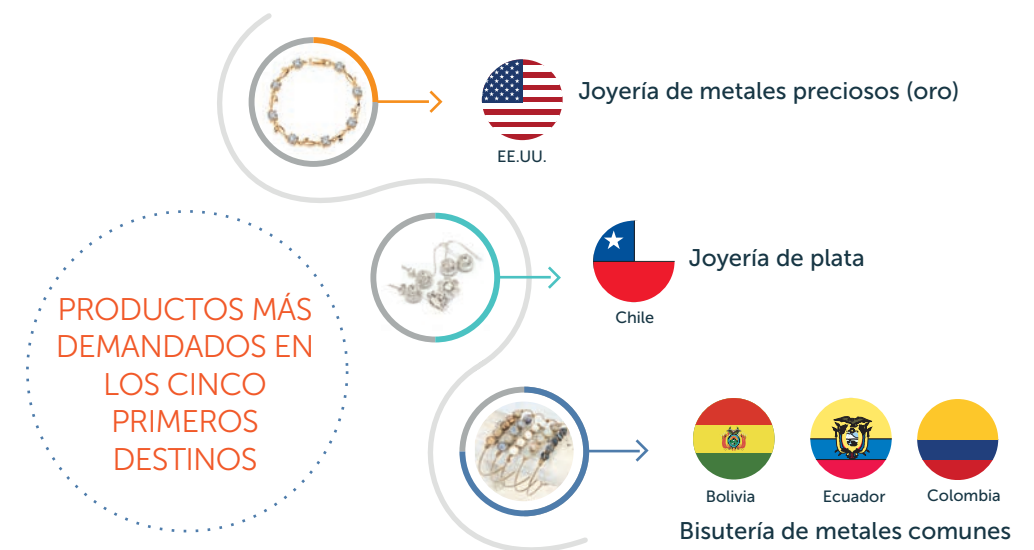 Joyería de metales preciosos (oro)
EE.UU.
Joyería de plata
Chile
PRODUCTOS MÁS
DEMANDADOS EN
LOS CINCO
PRIMEROS
DESTINOS
Bolivia
Ecuador
Colombia
Bisutería de metales comunes